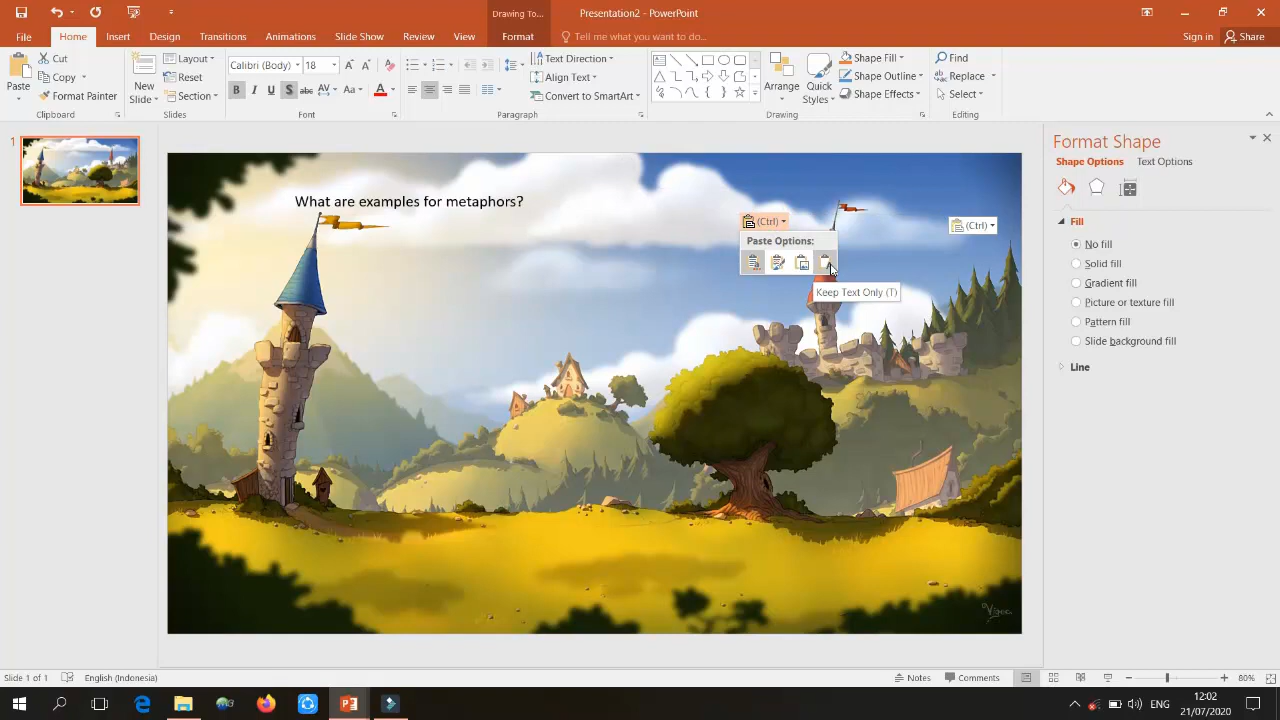 Drawing To...
Presentation2 - PowerPoint
File
Home
Insert
Design
Transitions
Animations
Slide Show
Review
View
Format
Tell me what you want to do...
Sign in
Share
Paste
Cut
Copy
Format Painter
Clipboard
New
Slide
Layout
Reset
Section
Slides
Calibri (Body)
18
Font
Text Direction
Align Text
Convert to SmartArt
Paragraph
Arrange
Quick
Styles
Shape Fill
Shape Outline
Shape Effects
Drawing
Find
Replace
Select
Editing
1
What are examples for metaphors?
(Ctrl)
Paste Options:
Keep Text Only (T)
(Ctrl)
Format Shape
Shape Options
Text Options
Fill
No fill
Solid fill
Gradient fill
Picture or texture fill
Pattern fill
Slide background fill
Line
Slide 1 of 1
English (Indonesia)
Notes
Comments
80%
ENG
12:02
21/07/2020